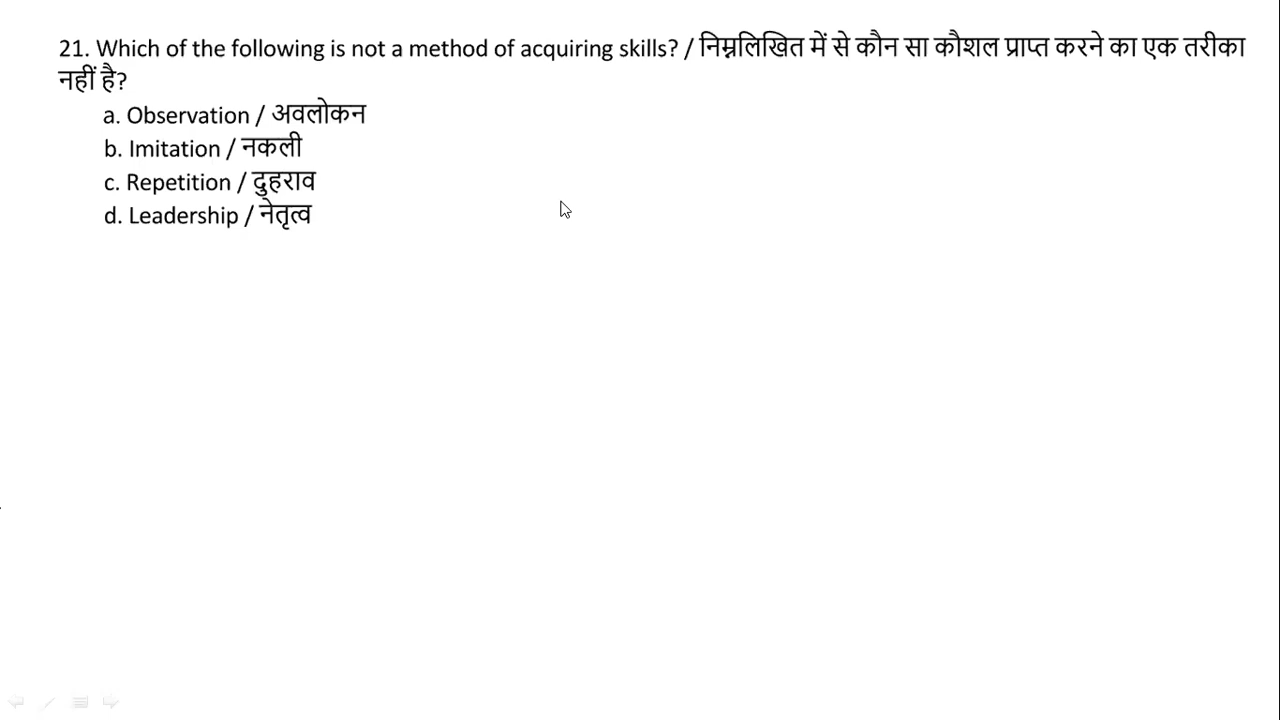 21. Which of the following is not a method of acquiring skills? / निम्नलिखित में से कौन सा कौशल प्राप्त करने का एक तरीका
नहीं है?
a. Observation / अवलोकन
b. Imitation / नकली
c. Repetition / दुहराव
d. Leadership / नेतृत्व